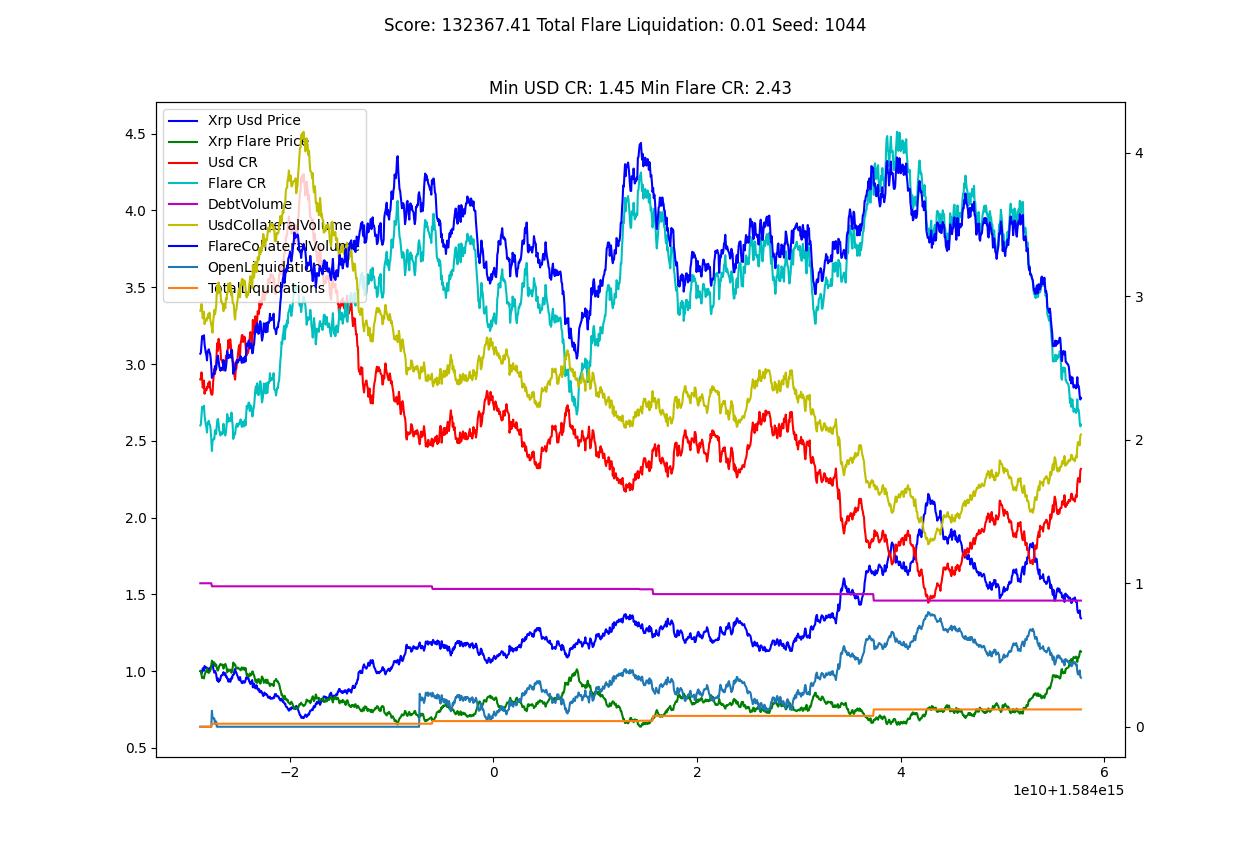 Score: 132367.41 Total Flare Liquidation: 0.01 Seed: 1044
Min USD CR: 1.45 Min Flare CR: 2.43
Xrp Usd Price
Xrp Flare Price
Usd CR
Flare CR
DebtVolume
UsdCollateralVolume
FlareCollateralVolume
OpenLiquidations
TotalLiquidations
4.5
4.0
3.5
3.0
2.5
2.0
1.5
1.0
0.5
4
3
2
1
0
−2
0
2
4
6
1e10+1.584e15